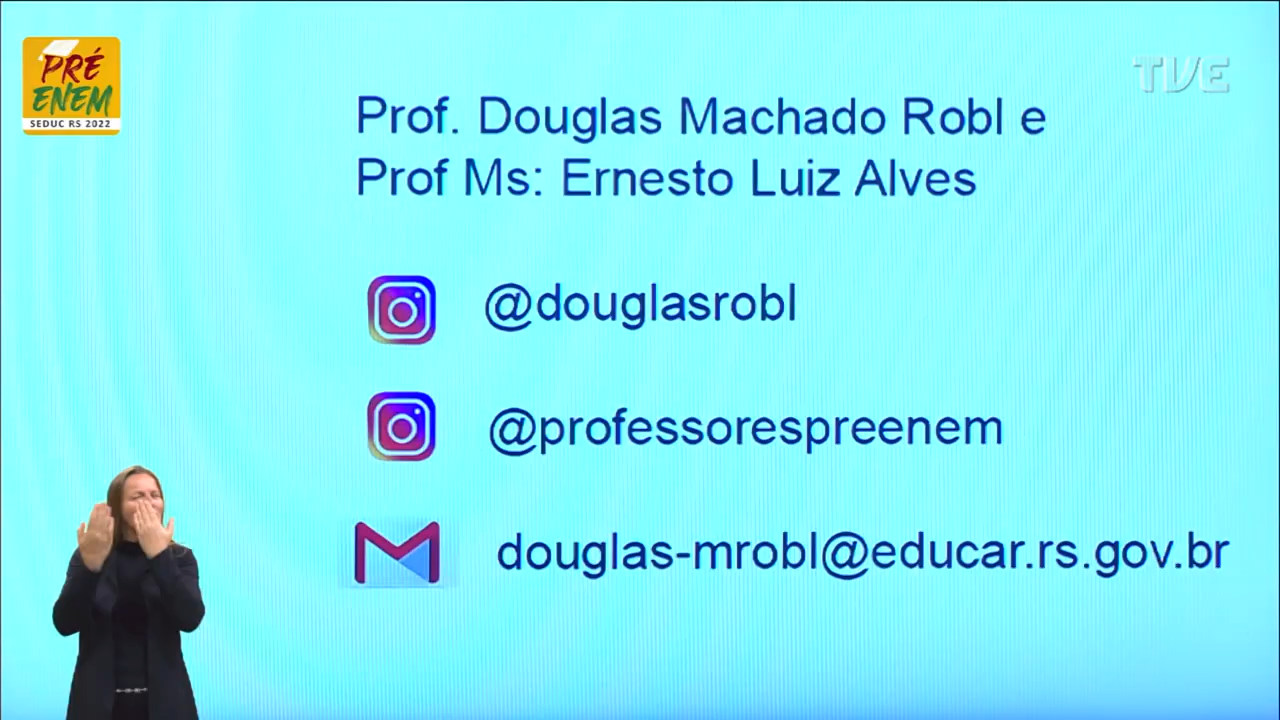 PRÉ
ENEM
SEDUC RS 2022
TVE
Prof. Douglas Machado Robl e
Prof Ms: Ernesto Luiz Alves
@douglasrobl
@professorespreenem
douglas-mrobl@educar.rs.gov.br